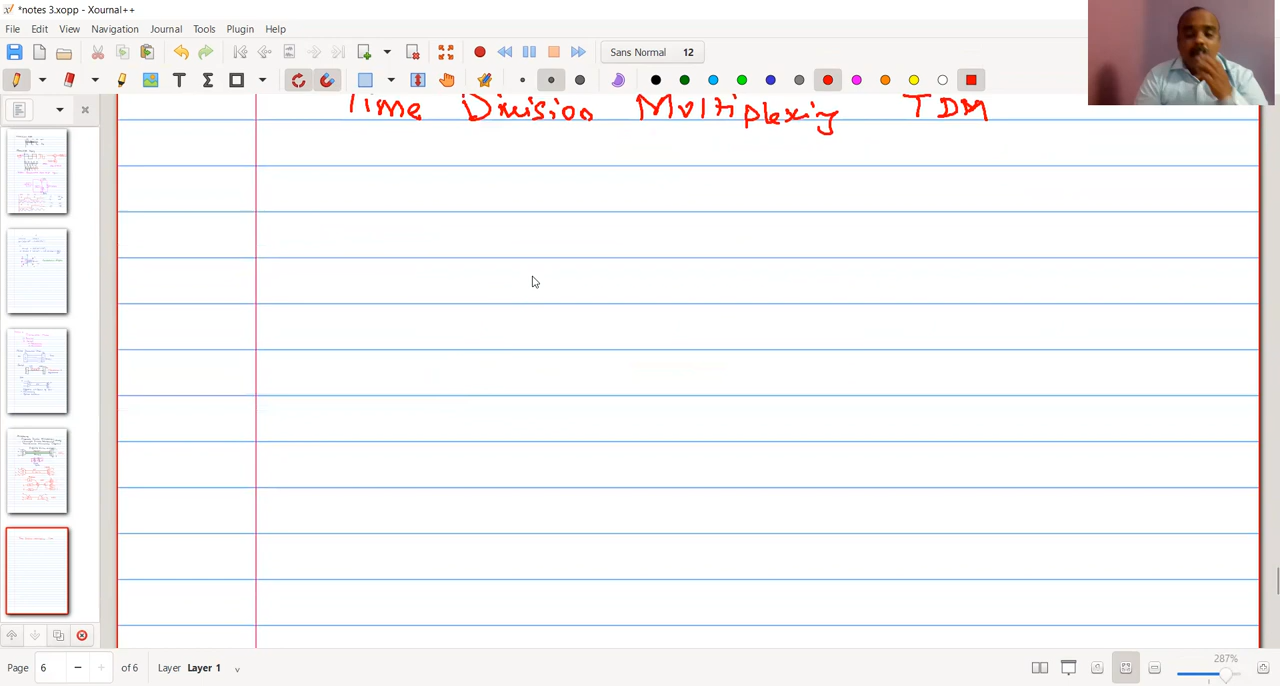 *notes 3.xopp - Xournal++
File Edit View Navigation Journal Tools Plugin Help
Sans Normal 12
Time Division Multiplexing TDM
Page 6 of 6 Layer Layer 1
287%